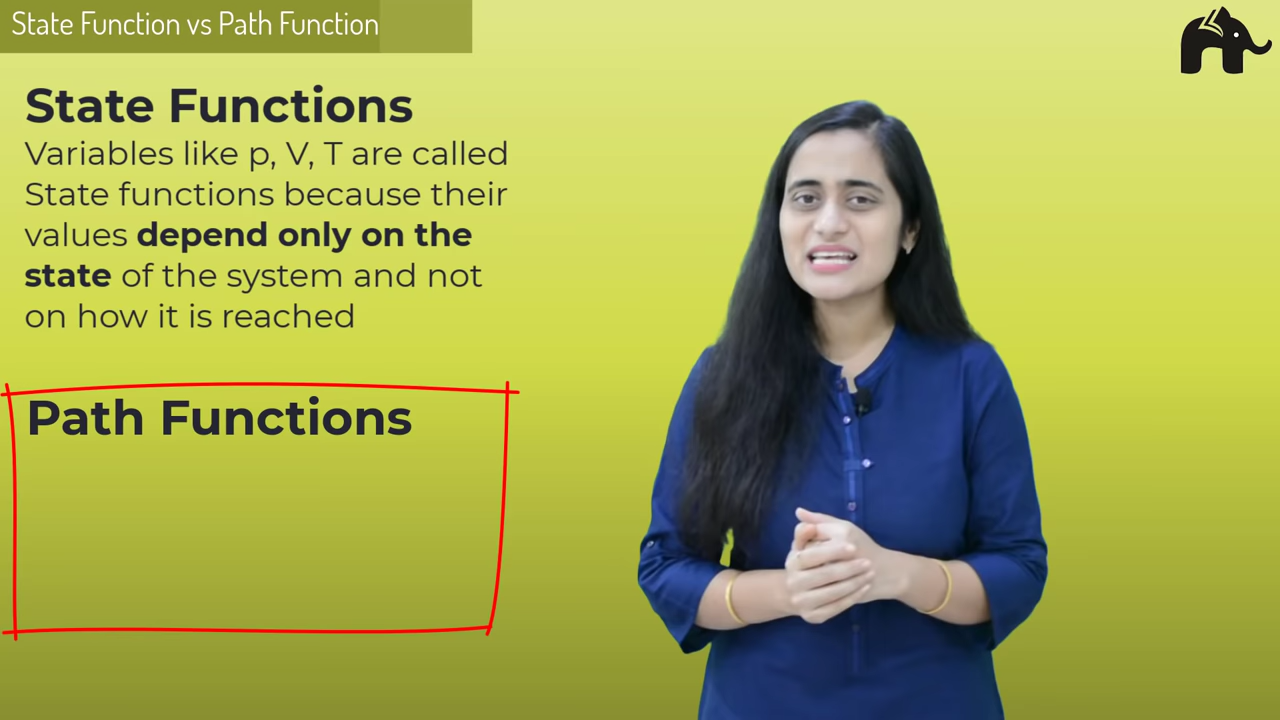 State Function vs Path Function
State Functions
Variables like p, V, T are called
State functions because their
values depend only on the
state of the system and not
on how it is reached
Path Functions